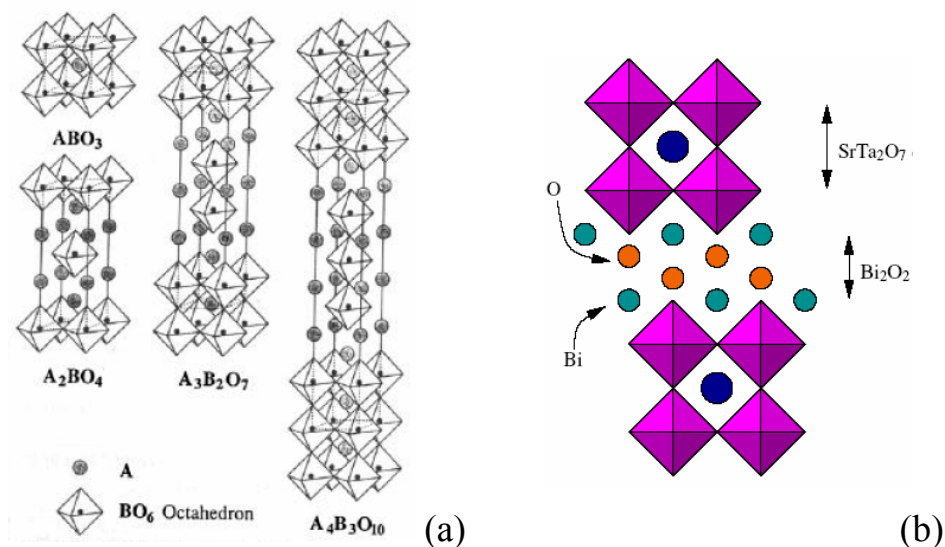 ABO₃
A₂BO₄
A₃B₂O₇
A₄B₃O₁₀
A
BO₆ Octahedron
(a)
SrTa₂O₇
O
Bi₂O₂
Bi
(b)